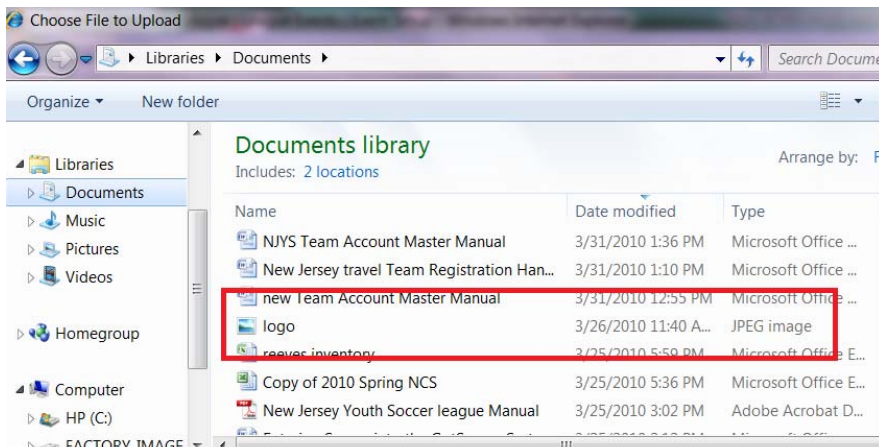 Choose File to Upload
Libraries Documents
Search Docume
Organize New folder
Documents library
Includes: 2 locations
Arrange by: F
Libraries
Documents
Music
Pictures
Videos
Homegroup
Computer
HP (C:)
FACTORY IMAGE
Name Date modified Type
NJYS Team Account Master Manual 3/31/2010 1:36 PM Microsoft Office ...
New Jersey travel Team Registration Han... 3/31/2010 1:10 PM Microsoft Office ...
new Team Account Master Manual 3/31/2010 12:55 PM Microsoft Office ...
logo 3/26/2010 11:40 A... JPEG image
reeves inventory 3/25/2010 5:59 PM Microsoft Office E...
Copy of 2010 Spring NCS 3/25/2010 5:36 PM Microsoft Office E...
New Jersey Youth Soccer league Manual 3/25/2010 3:02 PM Adobe Acrobat D...